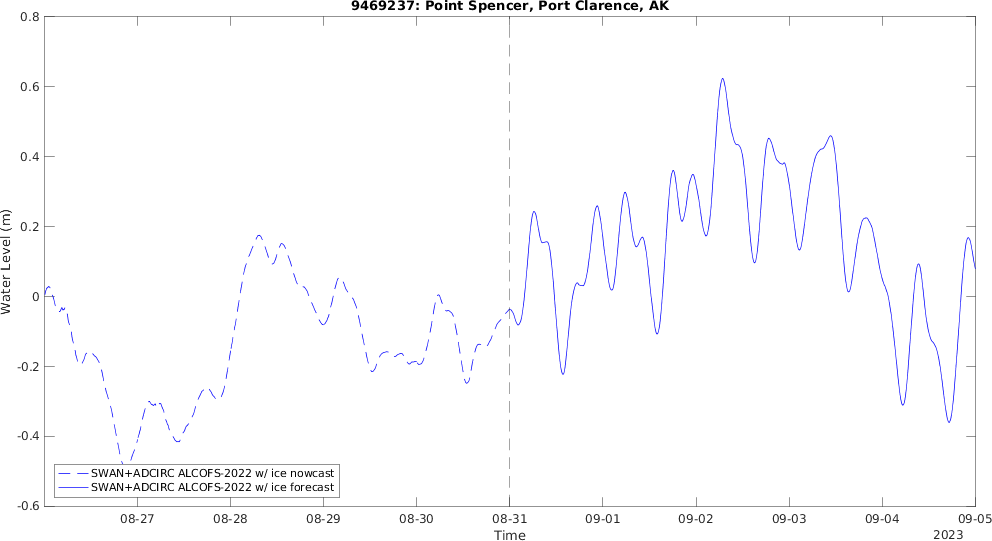 9469237: Point Spencer, Port Clarence, AK
0.8
0.6
0.4
0.2
0
-0.2
-0.4
-0.6
Water Level (m)
SWAN+ADCIRC ALCOFS-2022 w/ ice nowcast
SWAN+ADCIRC ALCOFS-2022 w/ ice forecast
08-27 08-28 08-29 08-30 08-31 09-01 09-02 09-03 09-04 09-05
Time
2023